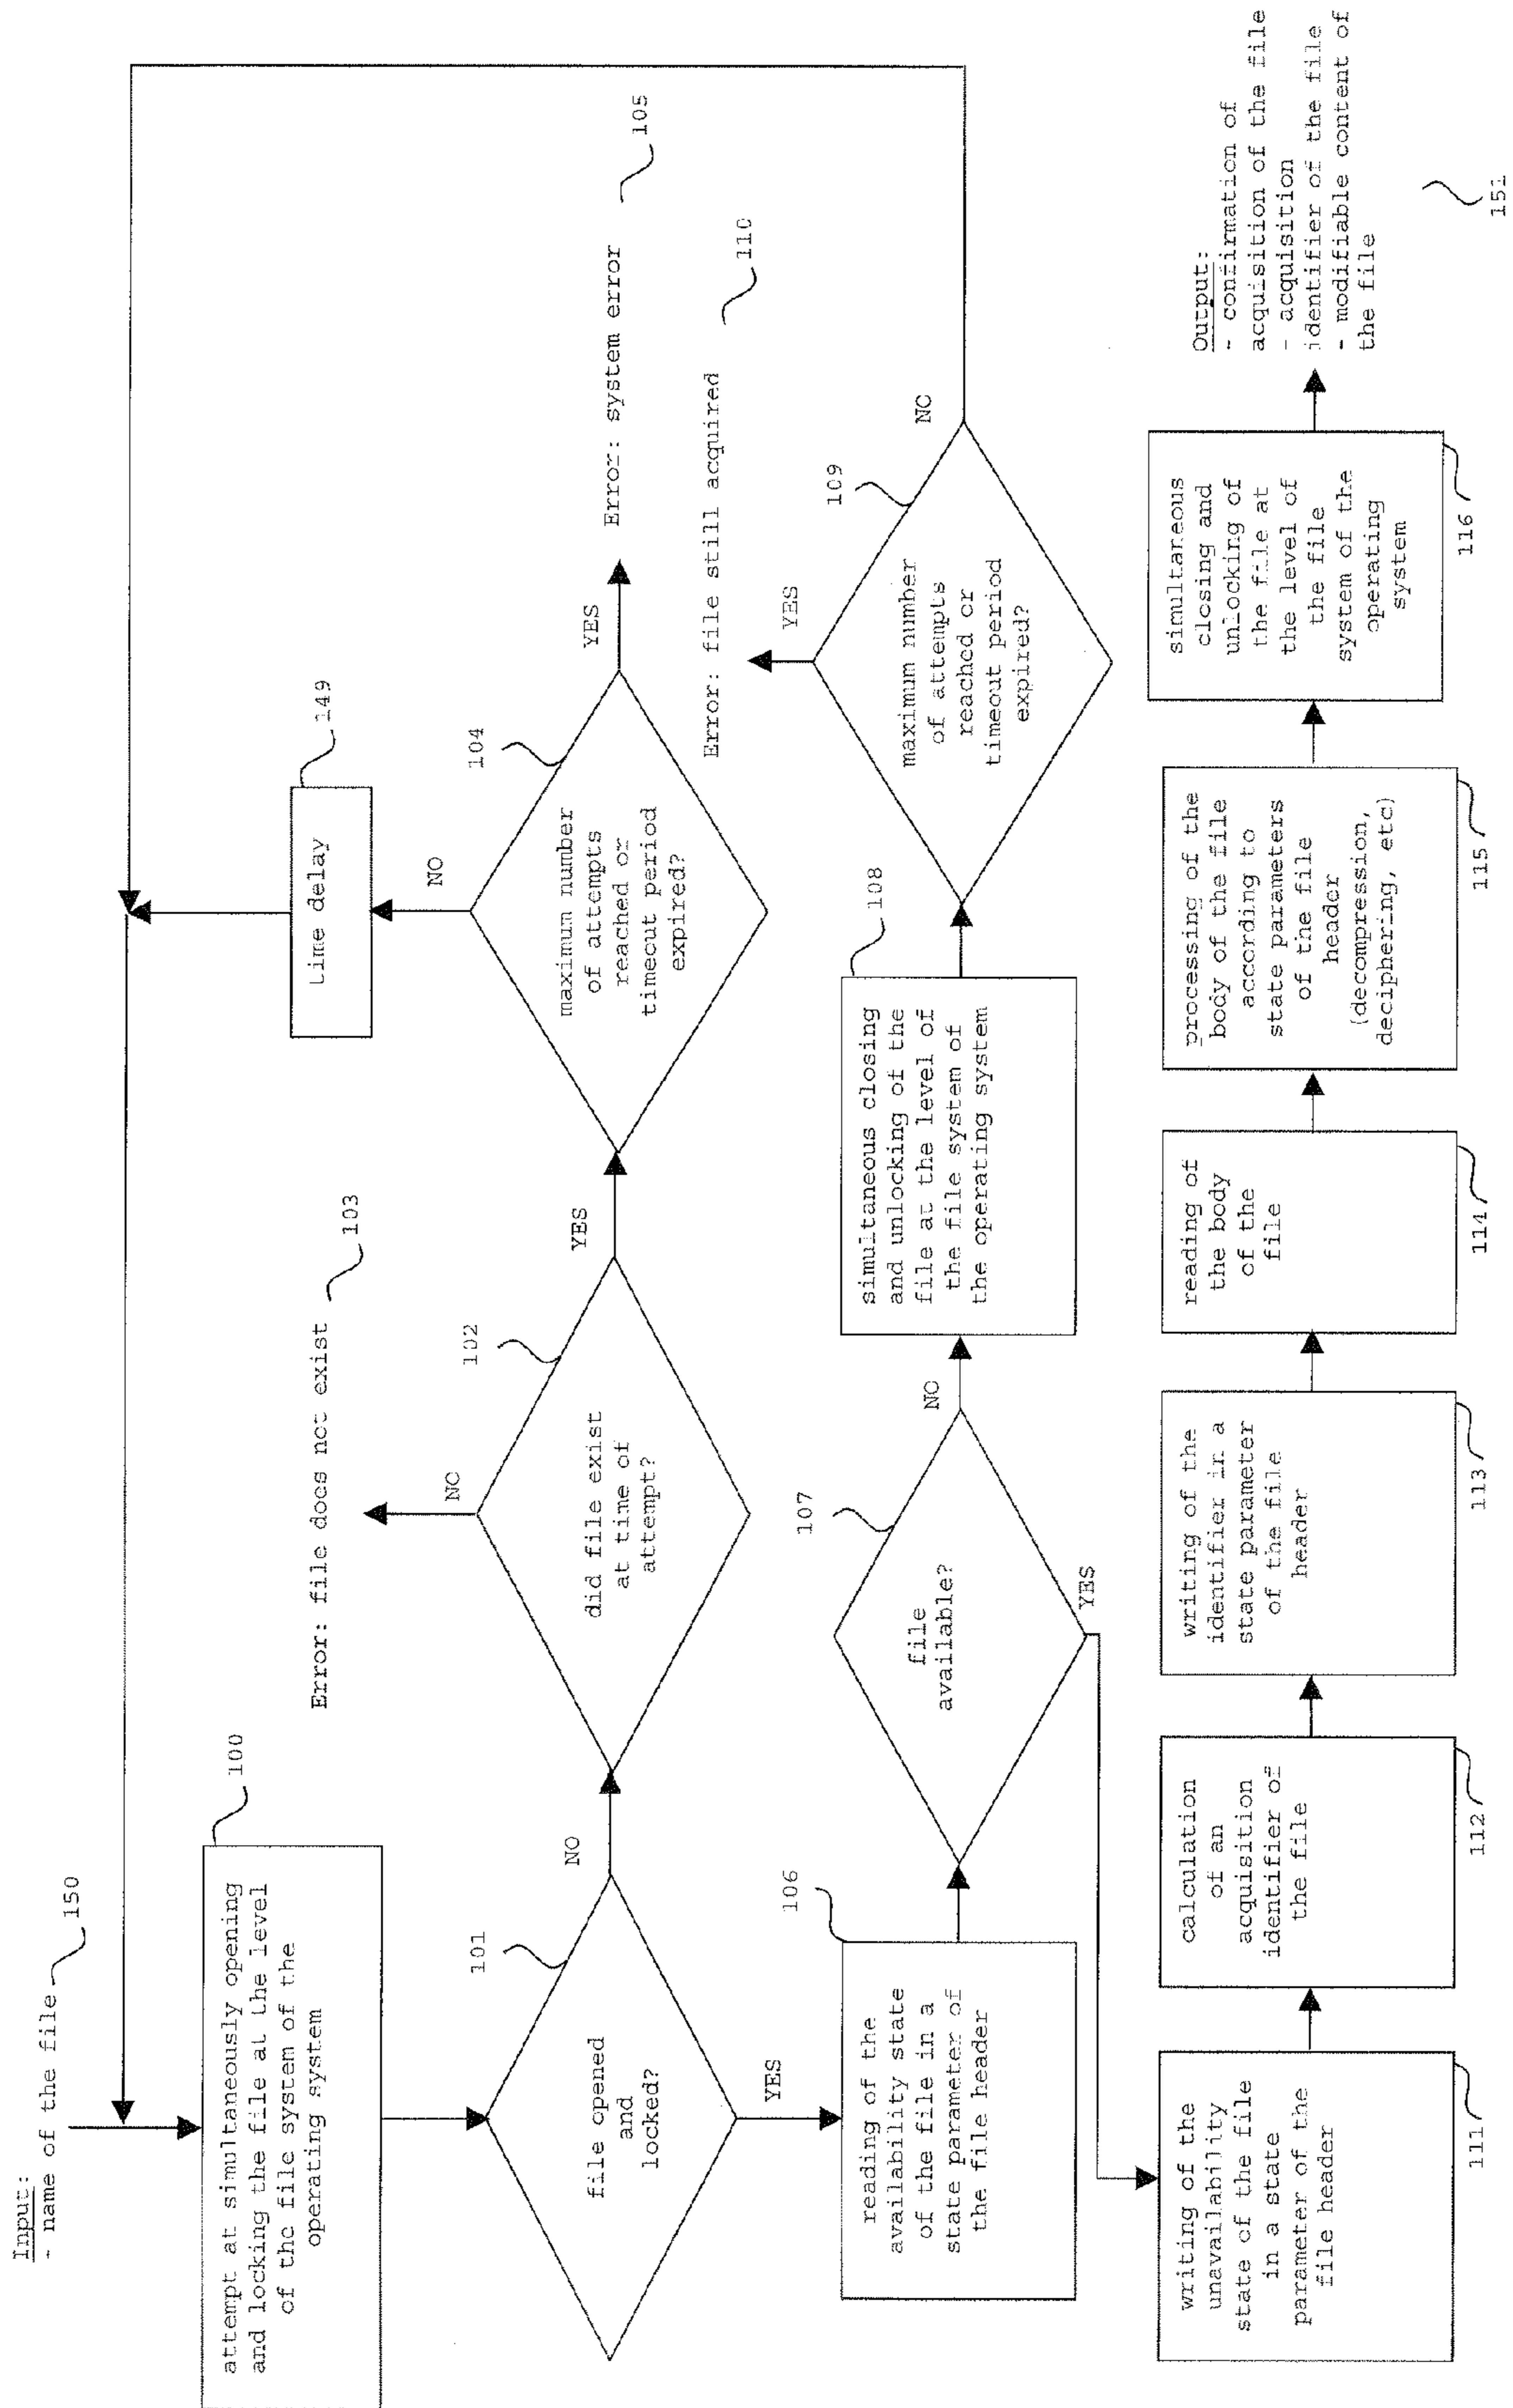 Input:
- name of the file
150
attempt at simultaneously opening
and locking the file at the level
of the file system of the
operating system
100
file opened
and
locked?
101
NO
YES
did file exist
at time of
attempt?
102
NO
Error: file does not exist
103
YES
maximum number
of attempts
reached or
timeout period
expired?
104
NO
time delay
149
YES
Error: system error
105
reading of the
availability state
of the file in a
state parameter of
the file header
106
file
available?
107
NO
YES
simultaneous closing
and unlocking of the
file at the level of
the file system of
the operating system
108
maximum number
of attempts
reached or
timeout period
expired?
109
YES
Error: file still acquired
110
NO
writing of the
unavailability
state of the file
in a state
parameter of the
file header
111
calculation
of an
acquisition
identifier of
the file
112
writing of the
identifier in a
state parameter
of the file
header
113
reading of
the body
of the
file
114
processing of the
body of the file
according to
state parameters
of the file
header
(decompression,
deciphering, etc)
115
simultaneous
closing and
unlocking of
the file at
the level of
the file
system of the
operating
system
116
Output:
- confirmation of
acquisition of the file
- acquisition
identifier of the file
- modifiable content of
the file
151